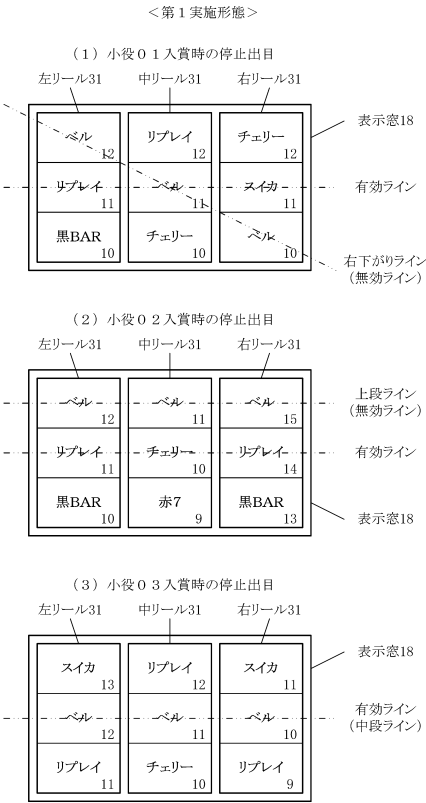 ＜第１実施形態＞
（１）小役０１入賞時の停止出目
左リール31 中リール31 右リール31
表示窓18
ベル リプレイ チェリー
12 12 12
リプレイ ベル スイカ 有効ライン
11 11 11
黒BAR チェリー ベル
10 10 10
右下がりライン
（無効ライン）
（２）小役０２入賞時の停止出目
左リール31 中リール31 右リール31
上段ライン
（無効ライン）
ベル ベル ベル
12 11 15
リプレイ チェリー リプレイ 有効ライン
11 10 14
黒BAR 赤7 黒BAR
10 9 13
表示窓18
（３）小役０３入賞時の停止出目
左リール31 中リール31 右リール31
表示窓18
スイカ リプレイ スイカ
13 12 11
有効ライン
（中段ライン）
ベル ベル ベル
12 11 10
リプレイ チェリー リプレイ
11 10 9